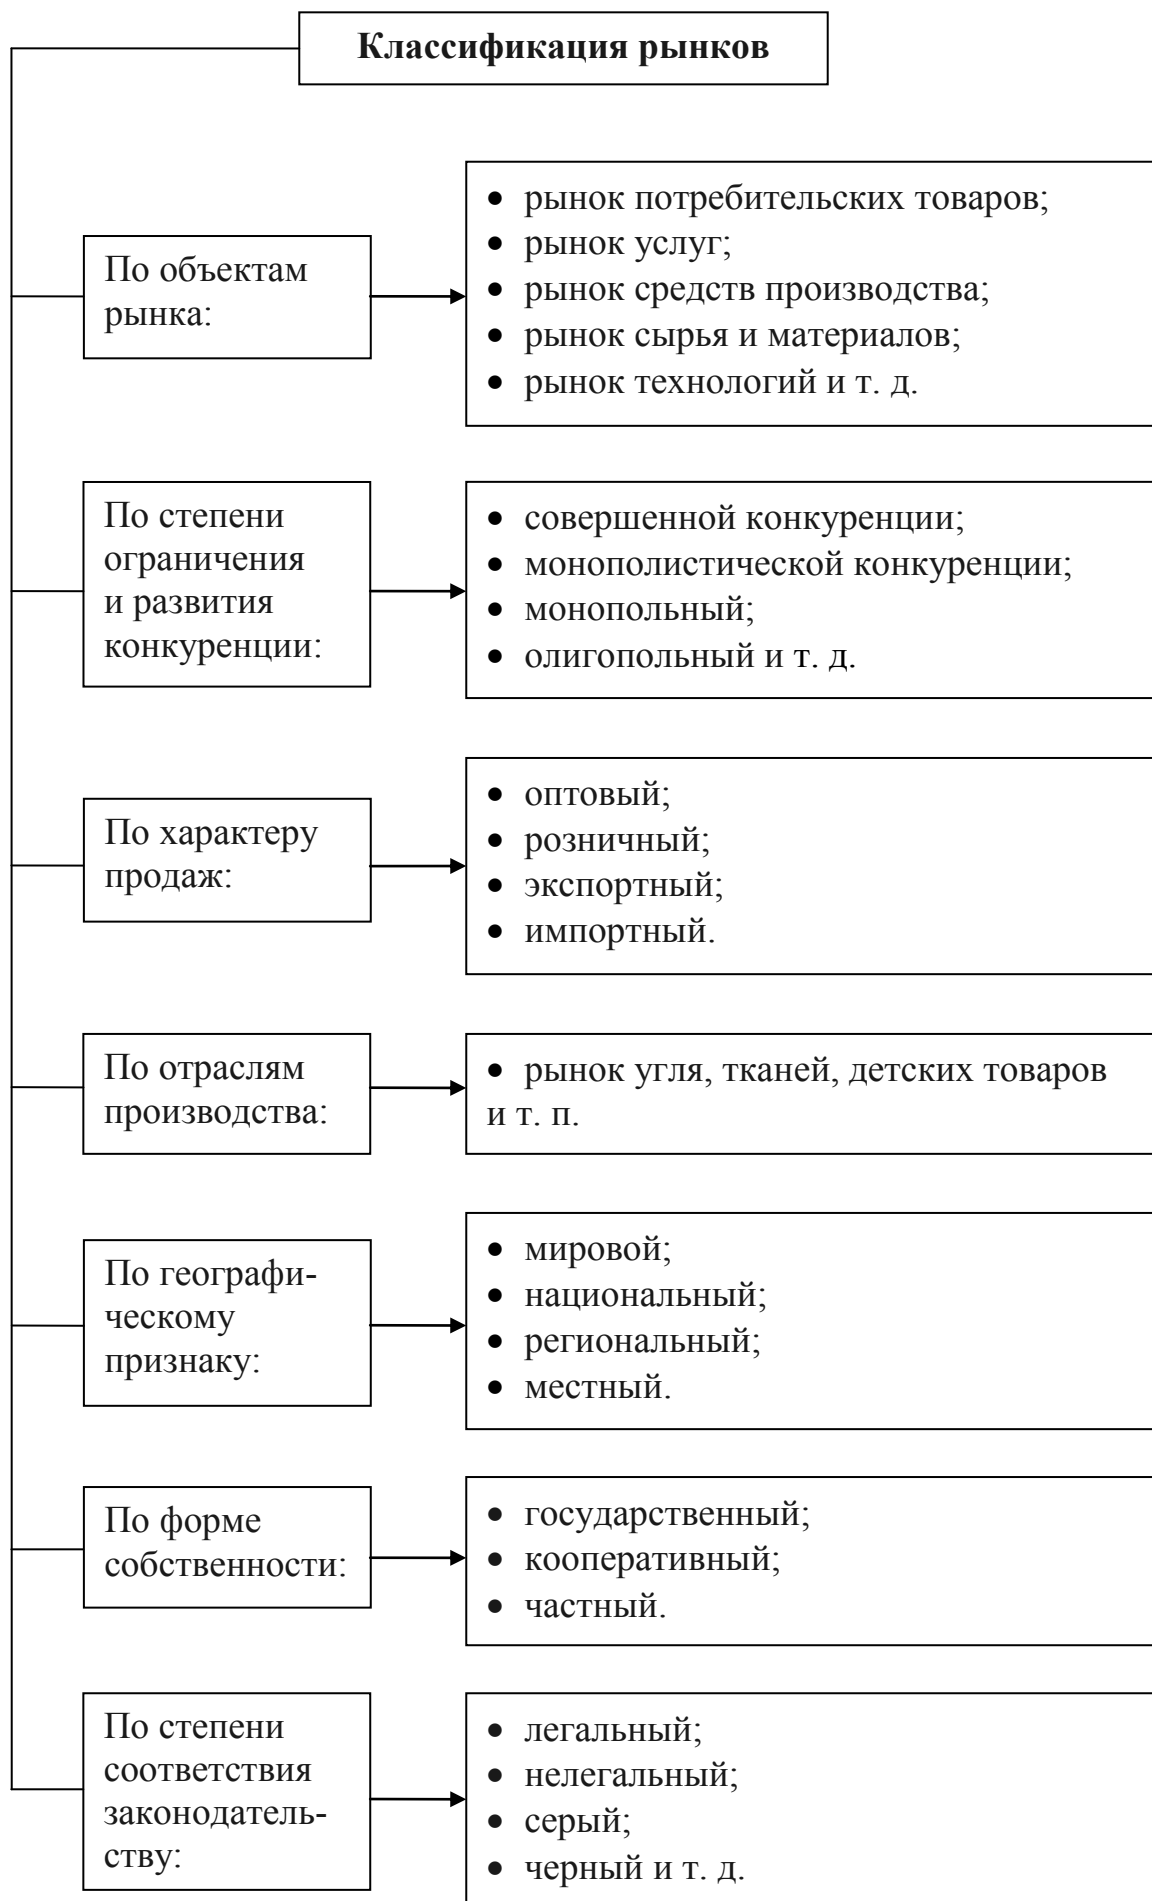 Классификация рынков
По объектам
рынка:
• рынок потребительских товаров;
• рынок услуг;
• рынок средств производства;
• рынок сырья и материалов;
• рынок технологий и т. д.
По степени
ограничения
и развития
конкуренции:
• совершенной конкуренции;
• монополистической конкуренции;
• монопольный;
• олигопольный и т. д.
По характеру
продаж:
• оптовый;
• розничный;
• экспортный;
• импортный.
По отраслям
производства:
• рынок угля, тканей, детских товаров
и т. п.
По географи-
ческому
признаку:
• мировой;
• национальный;
• региональный;
• местный.
По форме
собственности:
• государственный;
• кооперативный;
• частный.
По степени
соответствия
законодатель-
ству:
• легальный;
• нелегальный;
• серый;
• черный и т. д.